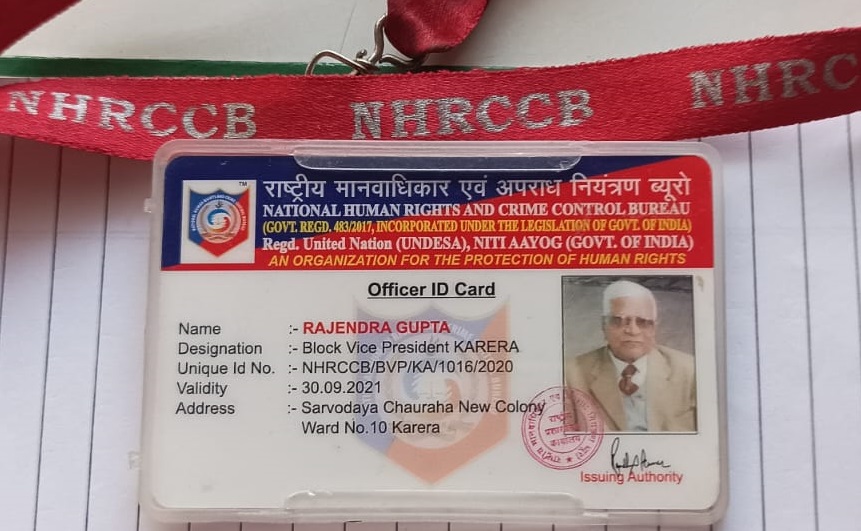 NHRCCB NHRCCB NHRC
राष्ट्रीय मानवाधिकार एवं अपराध नियंत्रण ब्यूरो
NATIONAL HUMAN RIGHTS AND CRIME CONTROL BUREAU
(GOVT. REGD. 483/2017, INCORPORATED UNDER THE LEGISLATION OF GOVT. OF INDIA)
Regd. United Nation (UNDESA), NITI AAYOG (GOVT. OF INDIA)
AN ORGANIZATION FOR THE PROTECTION OF HUMAN RIGHTS
TM
Officer ID Card
Name :- RAJENDRA GUPTA
Designation :- Block Vice President KARERA
Unique Id No. :- NHRCCB/BVP/KA/1016/2020
Validity :- 30.09.2021
Address :- Sarvodaya Chauraha New Colony
Ward No.10 Karera
Issuing Authority